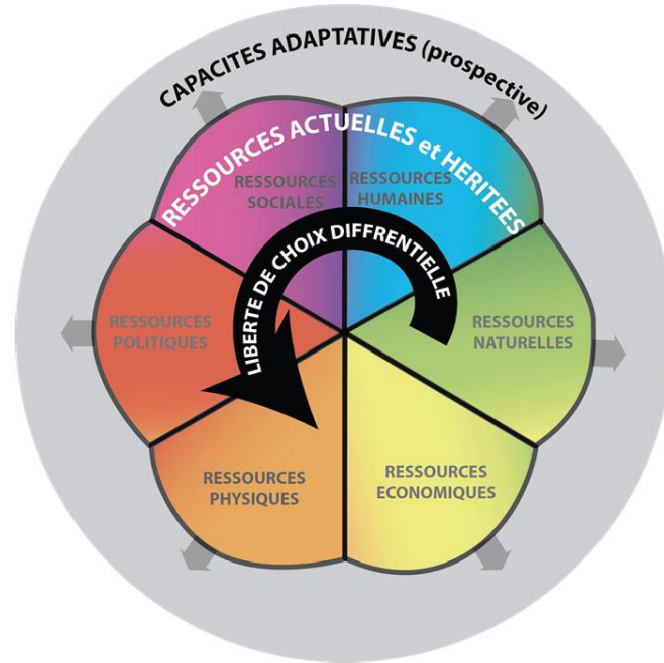 CAPACITES ADAPTATIVES (prospective)
RESSOURCES ACTUELLES et HERITEES
RESSOURCES
SOCIALES
RESSOURCES
HUMAINES
LIBERTE DE CHOIX DIFFRENTIELLE
RESSOURCES
POLITIQUES
RESSOURCES
NATURELLES
RESSOURCES
PHYSIQUES
RESSOURCES
ECONOMIQUES